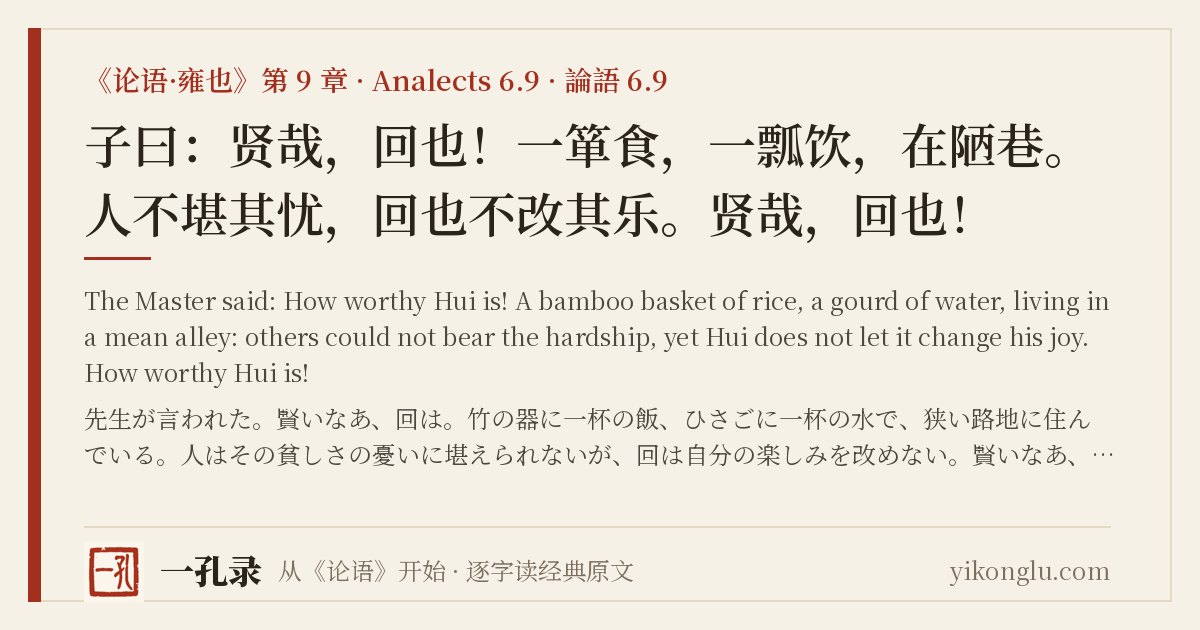 《论语·雍也》第 9 章 · Analects 6.9 · 論語 6.9
子曰：贤哉，回也！一箪食，一瓢饮，在陋巷。
人不堪其忧，回也不改其乐。贤哉，回也！
The Master said: How worthy Hui is! A bamboo basket of rice, a gourd of water, living in
a mean alley: others could not bear the hardship, yet Hui does not let it change his joy.
How worthy Hui is!
先生が言われた。賢いなあ、回は。竹の器に一杯の飯、ひさごに一杯の水で、狭い路地に住ん
でいる。人はその貧しさの憂いに堪えられないが、回は自分の楽しみを改めない。賢いなあ、…
一孔
一孔录
从《论语》开始 · 逐字读经典原文
yikonglu.com